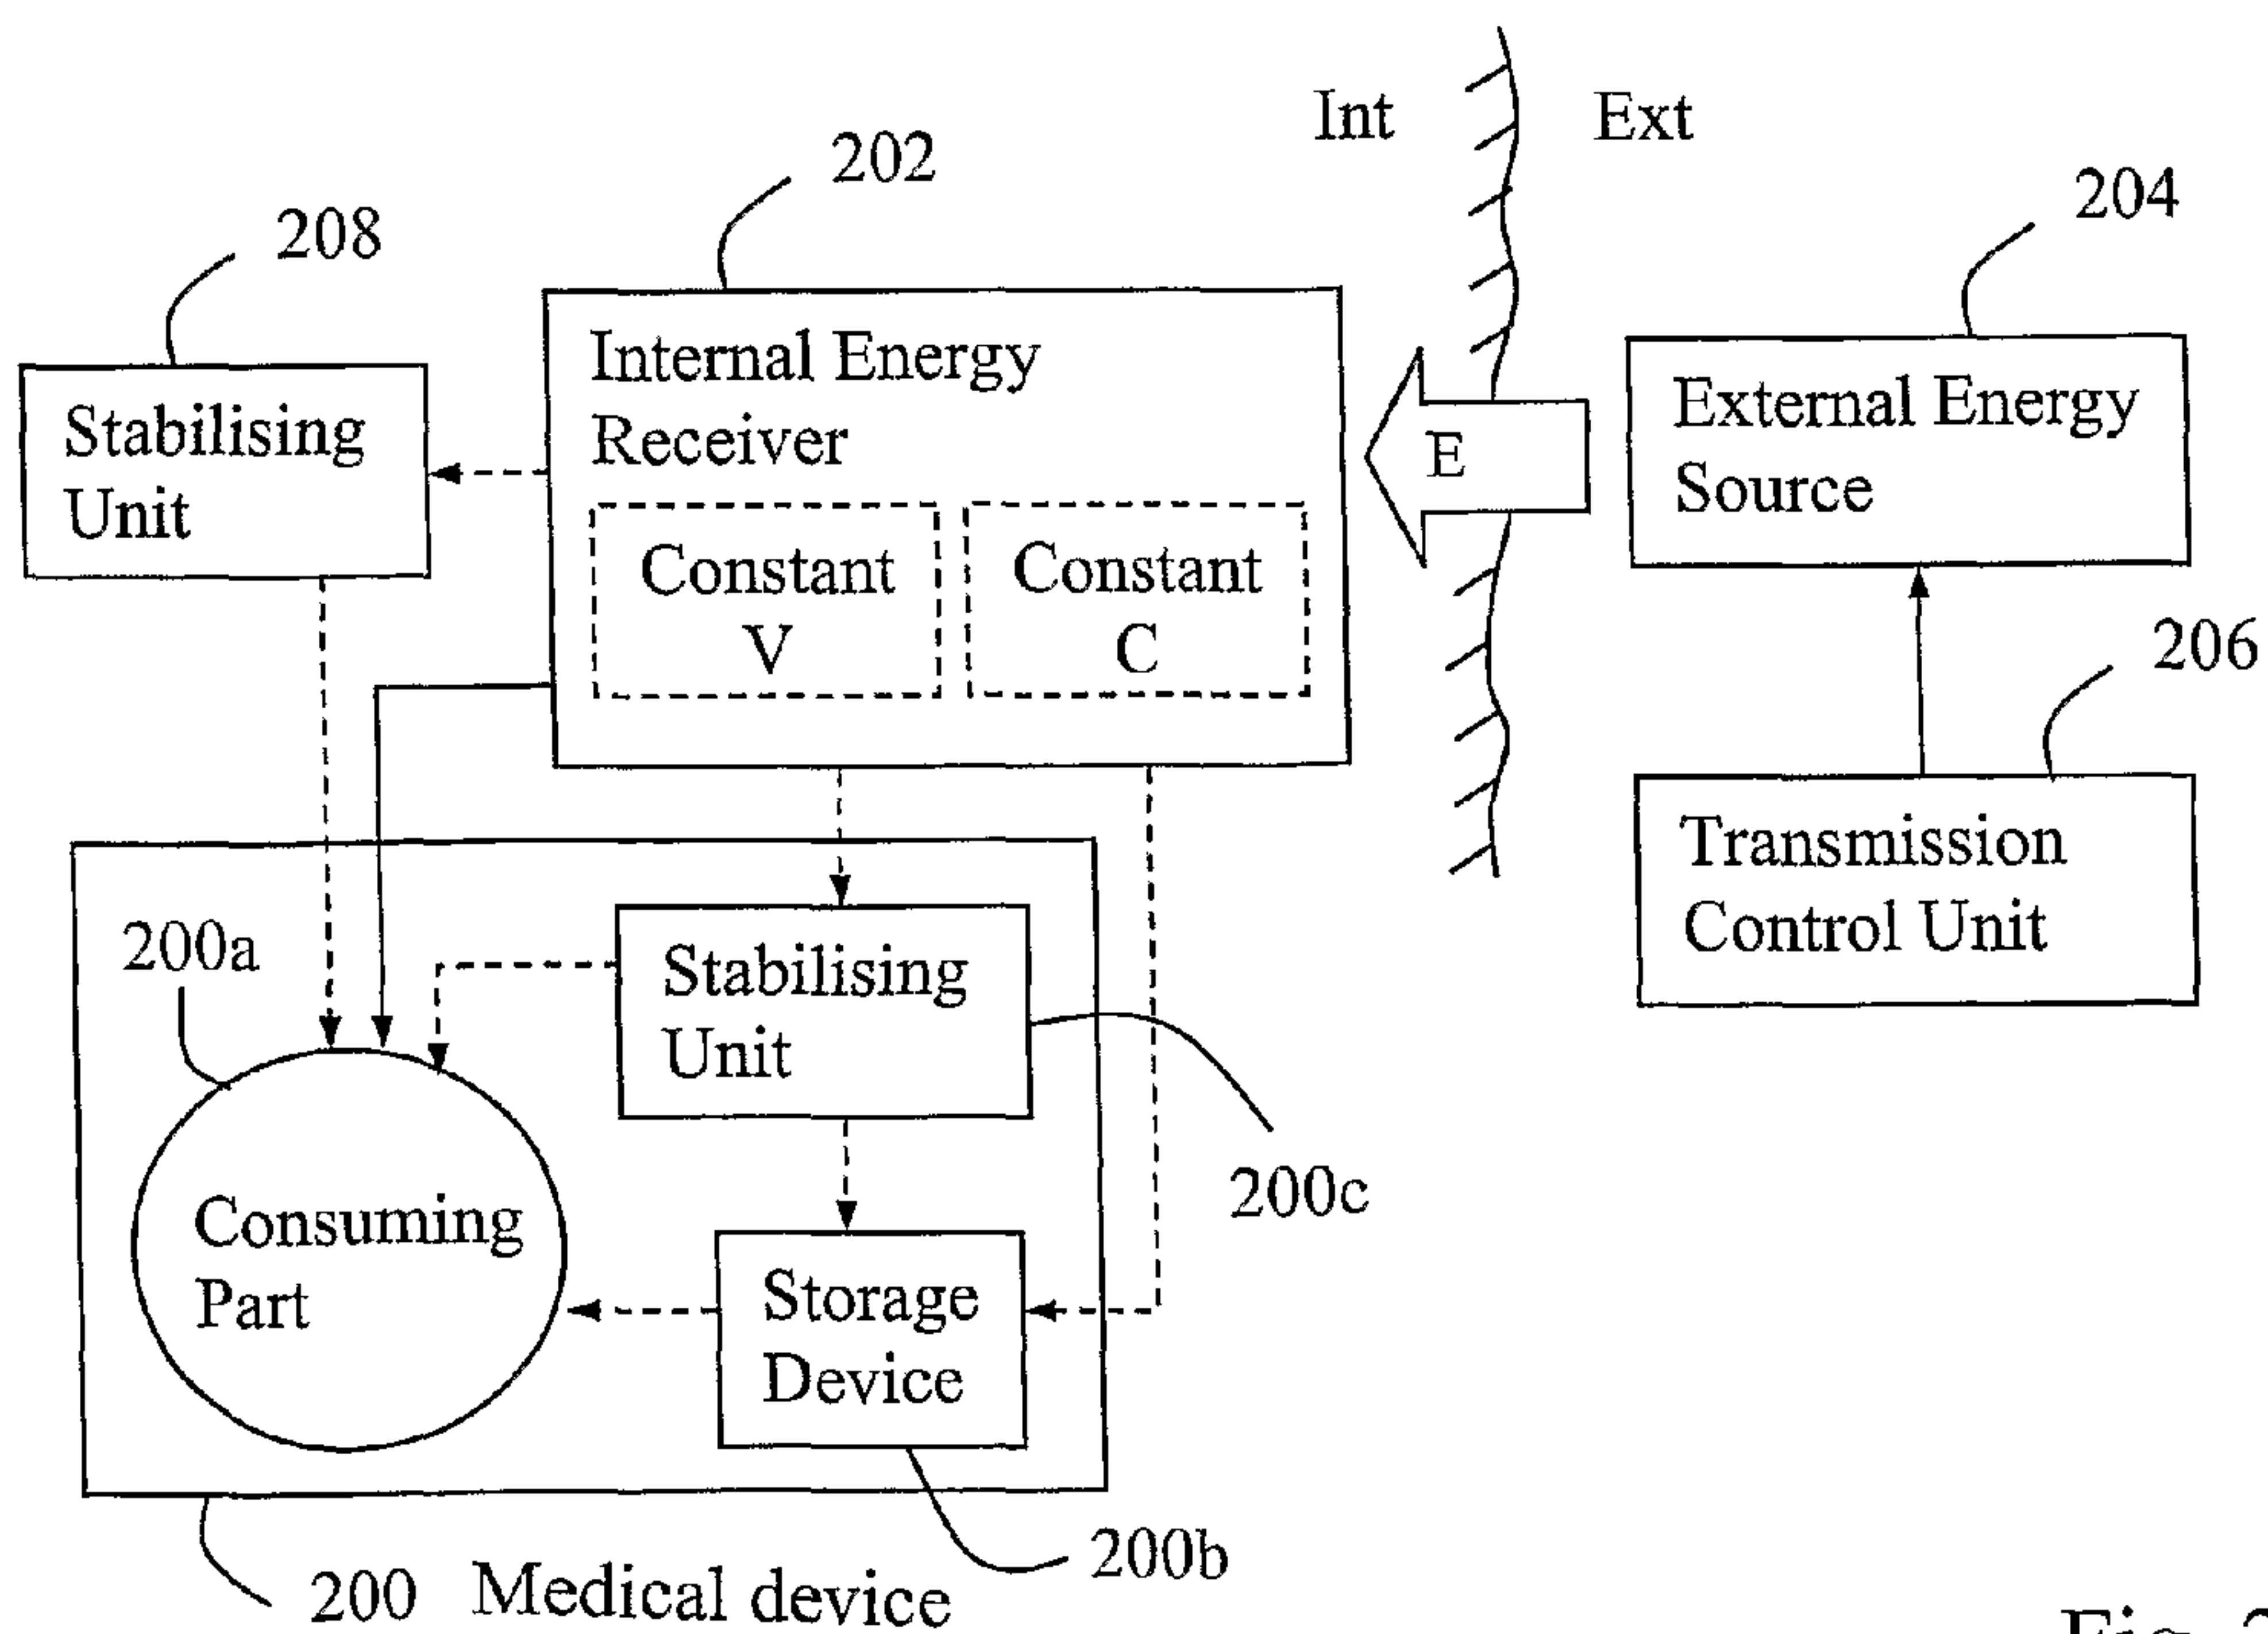 Int
Ext
202
204
208
Internal Energy
Receiver
External Energy
Source
Stabilising
Unit
E
Constant
V
Constant
C
206
Transmission
Control Unit
200a
Stabilising
Unit
200c
Consuming
Part
Storage
Device
200b
200 Medical device